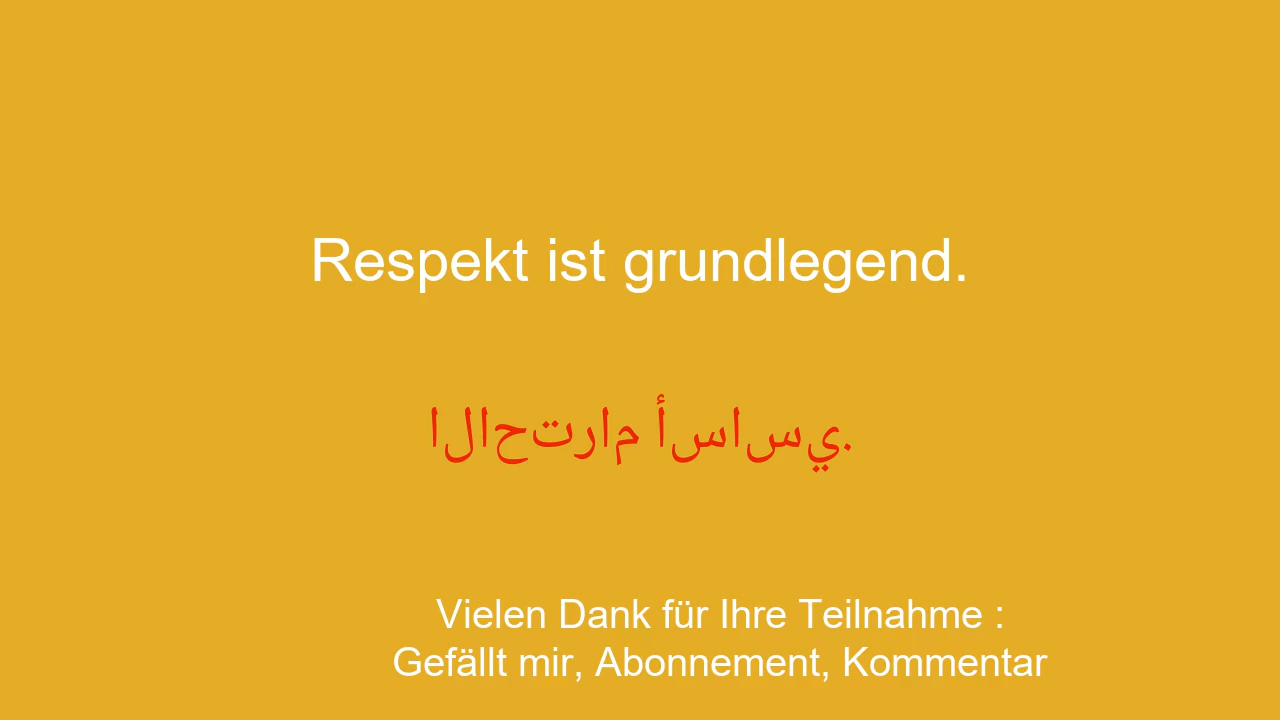 Respekt ist grundlegend.
الاحترام أساسي.
Vielen Dank für Ihre Teilnahme :
Gefällt mir, Abonnement, Kommentar